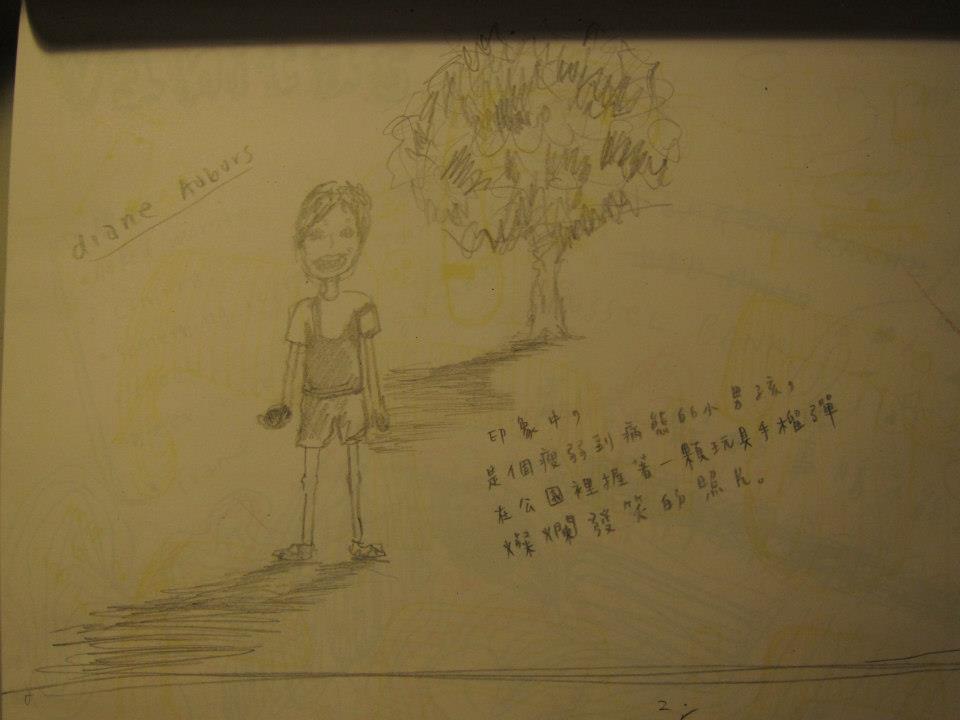 diane Auburs
印象中，
是個瘦弱到病態的小男孩，
在公園裡握著一顆玩具手榴彈
燦爛發笑的照片。
2.